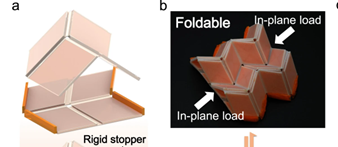 a
Rigid stopper
b
Foldable
In-plane load
In-plane load